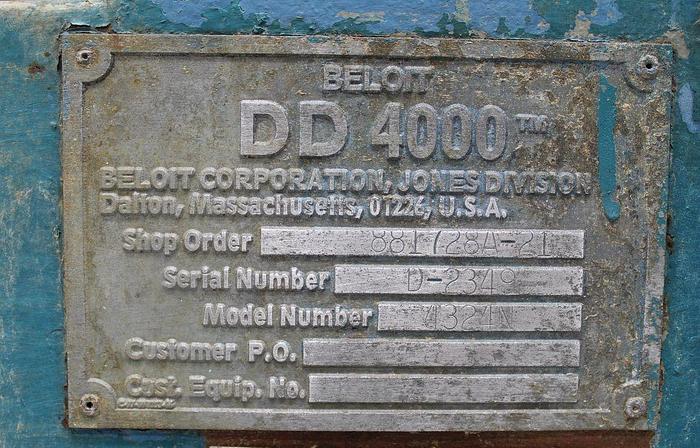 BELOIT
DD 4000™
BELOIT CORPORATION, JONES DIVISION
Dalton, Massachusetts, 01226, U.S.A.
Shop Order 881728A-21
Serial Number D-2349
Model Number 4324N
Customer P.O.
Cust. Equip. No.